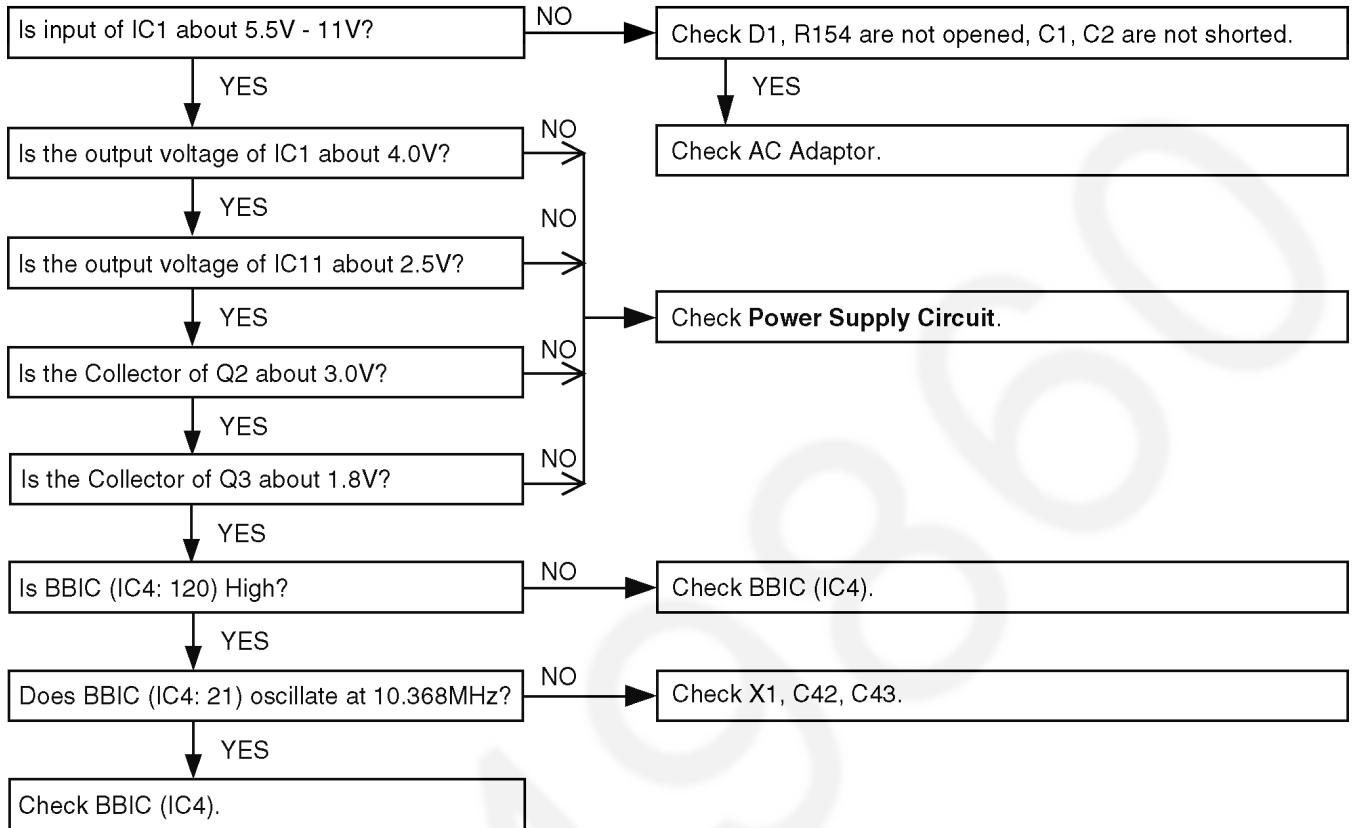 Is input of IC1 about 5.5V - 11V?
NO
Check D1, R154 are not opened, C1, C2 are not shorted.
YES
YES
Is the output voltage of IC1 about 4.0V?
NO
Check AC Adaptor.
YES
NO
Is the output voltage of IC11 about 2.5V?
YES
Check Power Supply Circuit.
Is the Collector of Q2 about 3.0V?
NO
YES
Is the Collector of Q3 about 1.8V?
NO
YES
Is BBIC (IC4: 120) High?
NO
Check BBIC (IC4).
YES
Does BBIC (IC4: 21) oscillate at 10.368MHz?
NO
Check X1, C42, C43.
YES
Check BBIC (IC4).
19860